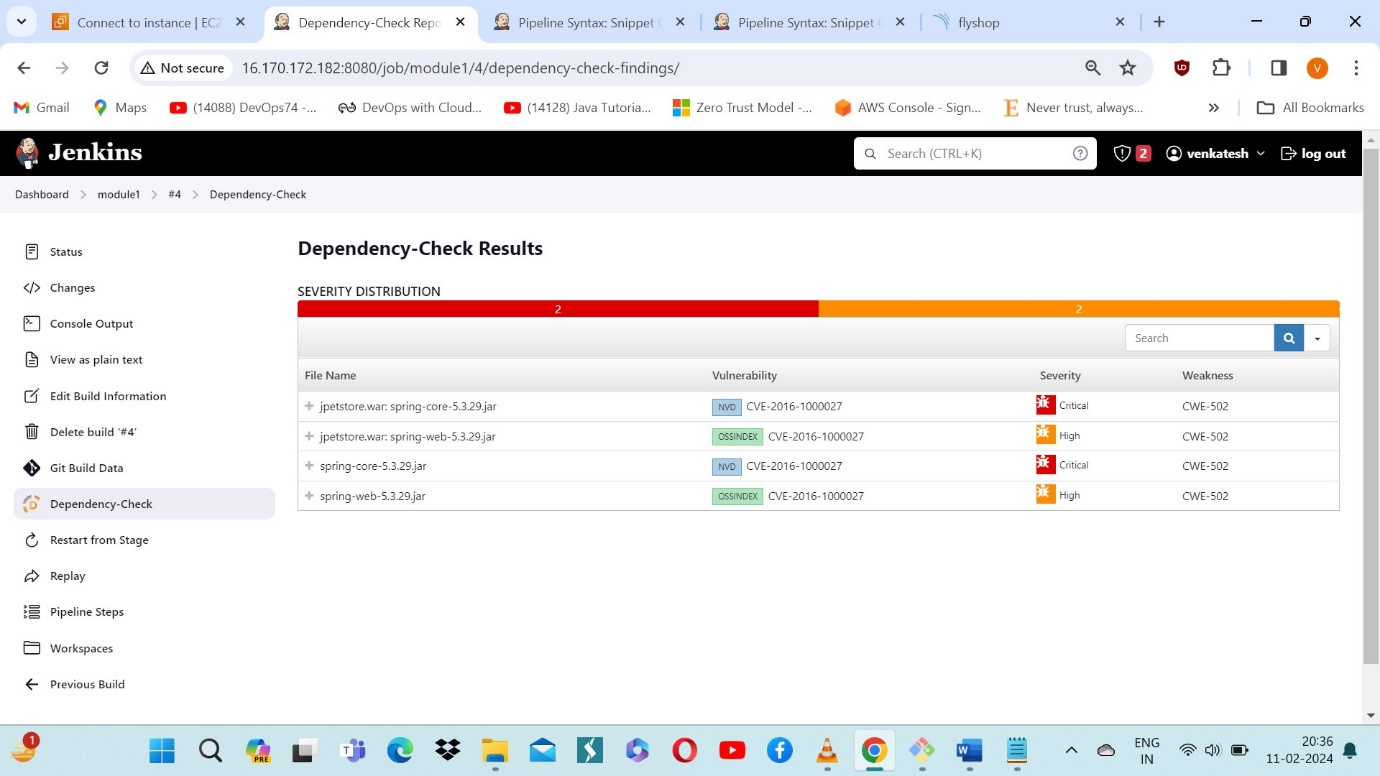 Connect to instance | EC2
Dependency-Check Repo
Pipeline Syntax: Snippet G
Pipeline Syntax: Snippet G
flyshop
Not secure 16.170.172.182:8080/job/module1/4/dependency-check-findings/
V
Gmail Maps (14088) DevOps74 -... DevOps with Cloud... (14128) Java Tutoria... Zero Trust Model -... AWS Console - Sign... Never trust, always... » All Bookmarks
Jenkins Search (CTRL+K) 2 venkatesh log out
Dashboard module1 #4 Dependency-Check
Status
Changes
Console Output
View as plain text
Edit Build Information
Delete build ‘#4’
Git Build Data
Dependency-Check
Restart from Stage
Replay
Pipeline Steps
Workspaces
Previous Build
Dependency-Check Results
SEVERITY DISTRIBUTION
2 2
Search
File Name Vulnerability Severity Weakness
jpetstore.war: spring-core-5.3.29.jar NVD CVE-2016-1000027 Critical CWE-502
jpetstore.war: spring-web-5.3.29.jar OSSINDEX CVE-2016-1000027 High CWE-502
spring-core-5.3.29.jar NVD CVE-2016-1000027 Critical CWE-502
spring-web-5.3.29.jar OSSINDEX CVE-2016-1000027 High CWE-502
1
PRE
ENG
IN
20:36
11-02-2024